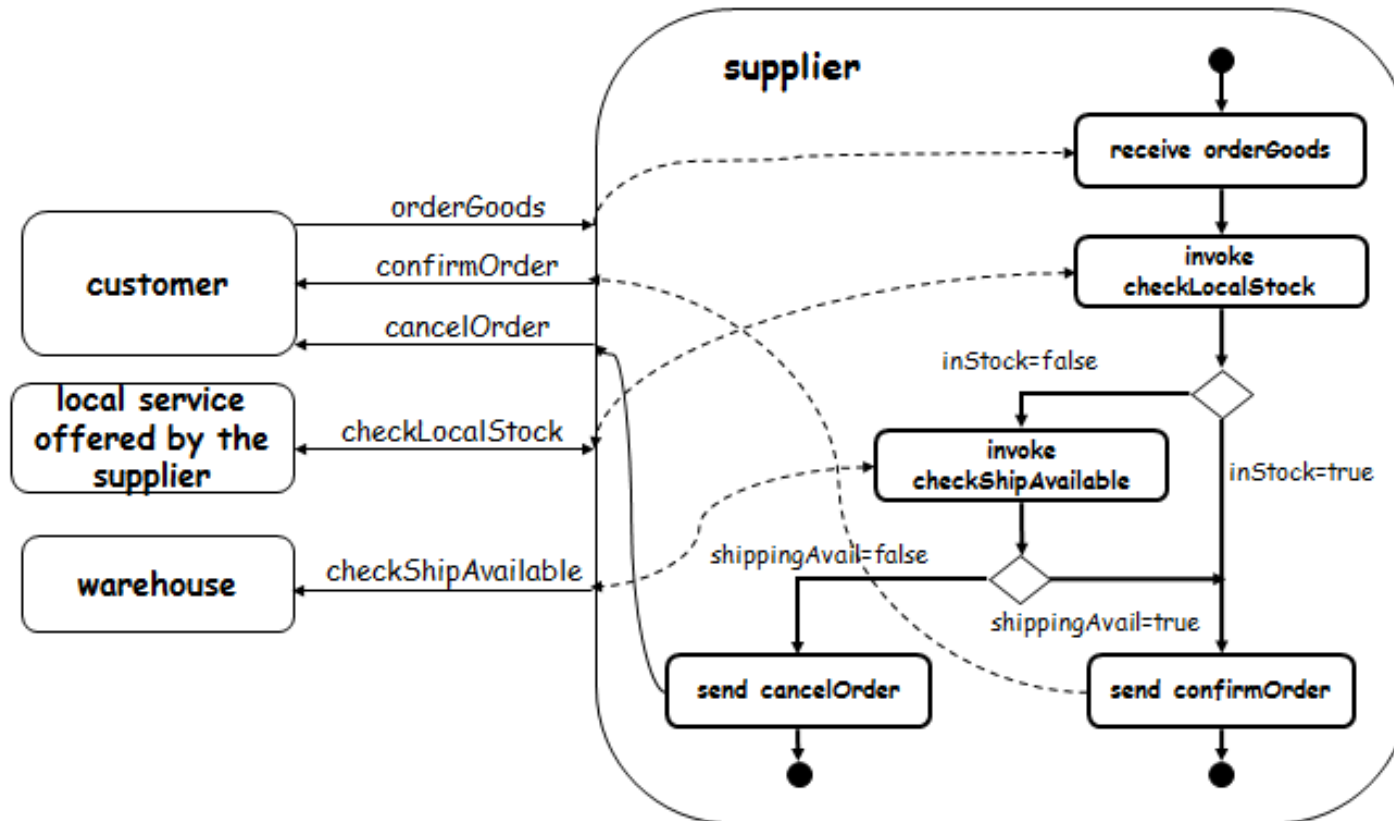 supplier
receive orderGoods
orderGoods
customer
confirmOrder
cancelOrder
invoke
checkLocalStock
inStock=false
local service
offered by the
supplier
checkLocalStock
invoke
checkShipAvailable
inStock=true
warehouse
checkShipAvailable
shippingAvail=false
shippingAvail=true
send cancelOrder
send confirmOrder